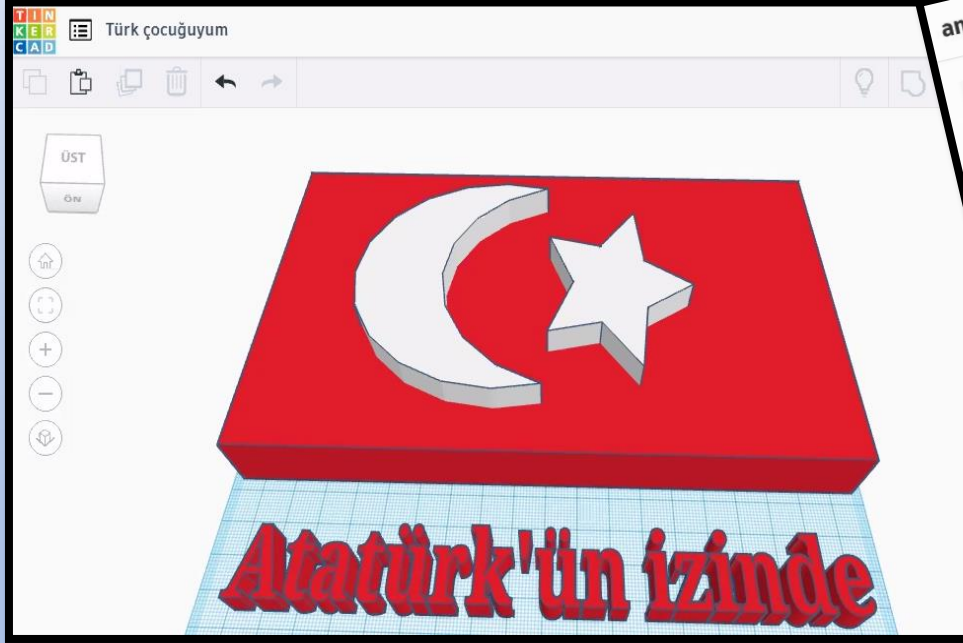 TIN
KER
CAD
Türk çocuğuyum
ÜST
ÖN
Atatürk'ün izinde